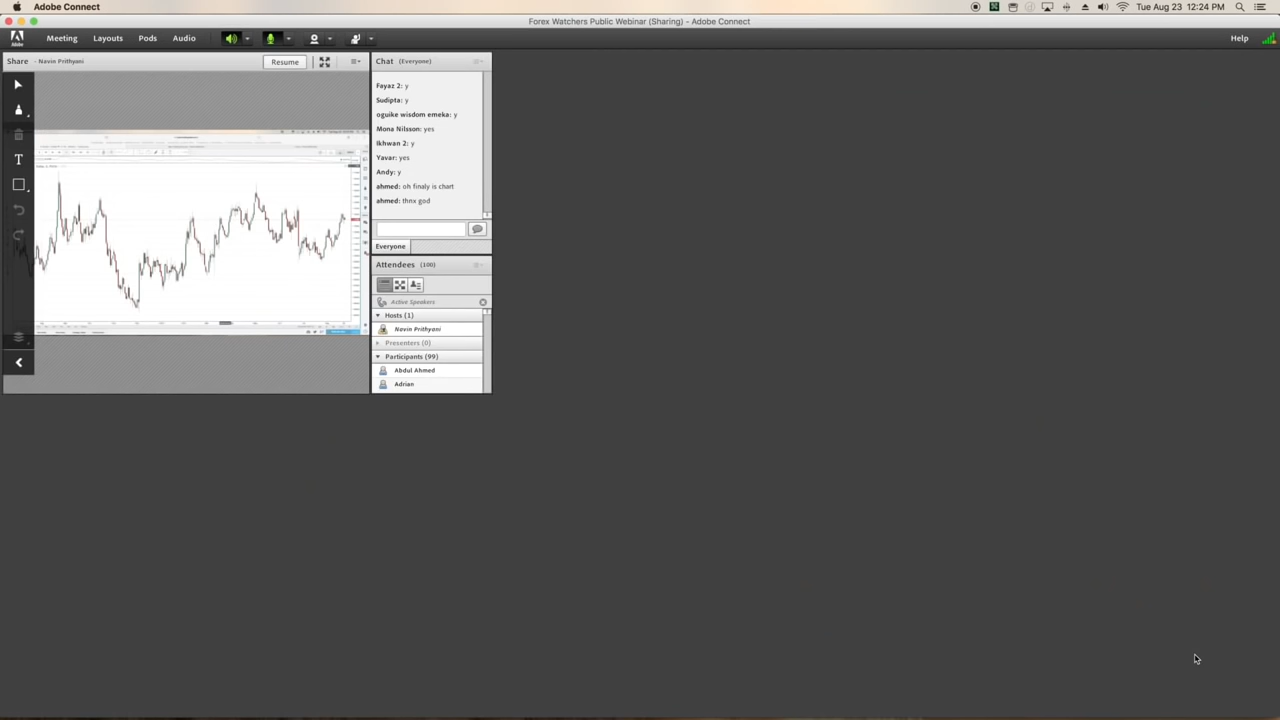 Adobe Connect
Tue Aug 23 12:24 PM
Forex Watchers Public Webinar (Sharing) - Adobe Connect
Adobe
Meeting
Layouts
Pods
Audio
Help
Share - Navin Prithyani
Resume
T
Chat (Everyone)
Fayaz 2: y
Sudipta: y
oguike wisdom emeka: y
Mona Nilsson: yes
Ikhwan 2: y
Yavar: yes
Andy: y
ahmed: oh finaly is chart
ahmed: thnx god
Everyone
Attendees (100)
Active Speakers
Hosts (1)
Navin Prithyani
Presenters (0)
Participants (99)
Abdul Ahmed
Adrian